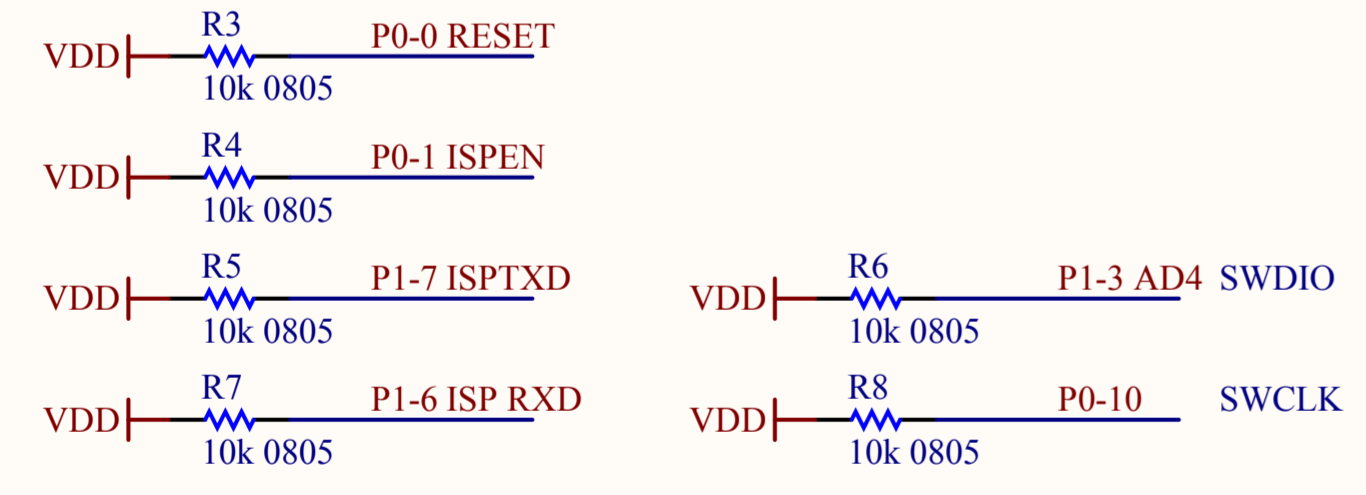 R3
VDD
P0-0 RESET
10k 0805
R4
VDD
P0-1 ISPEN
10k 0805
R5
VDD
P1-7 ISPTXD
10k 0805
R6
VDD
P1-3 AD4 SWDIO
10k 0805
R7
VDD
P1-6 ISP RXD
10k 0805
R8
VDD
P0-10 SWCLK
10k 0805